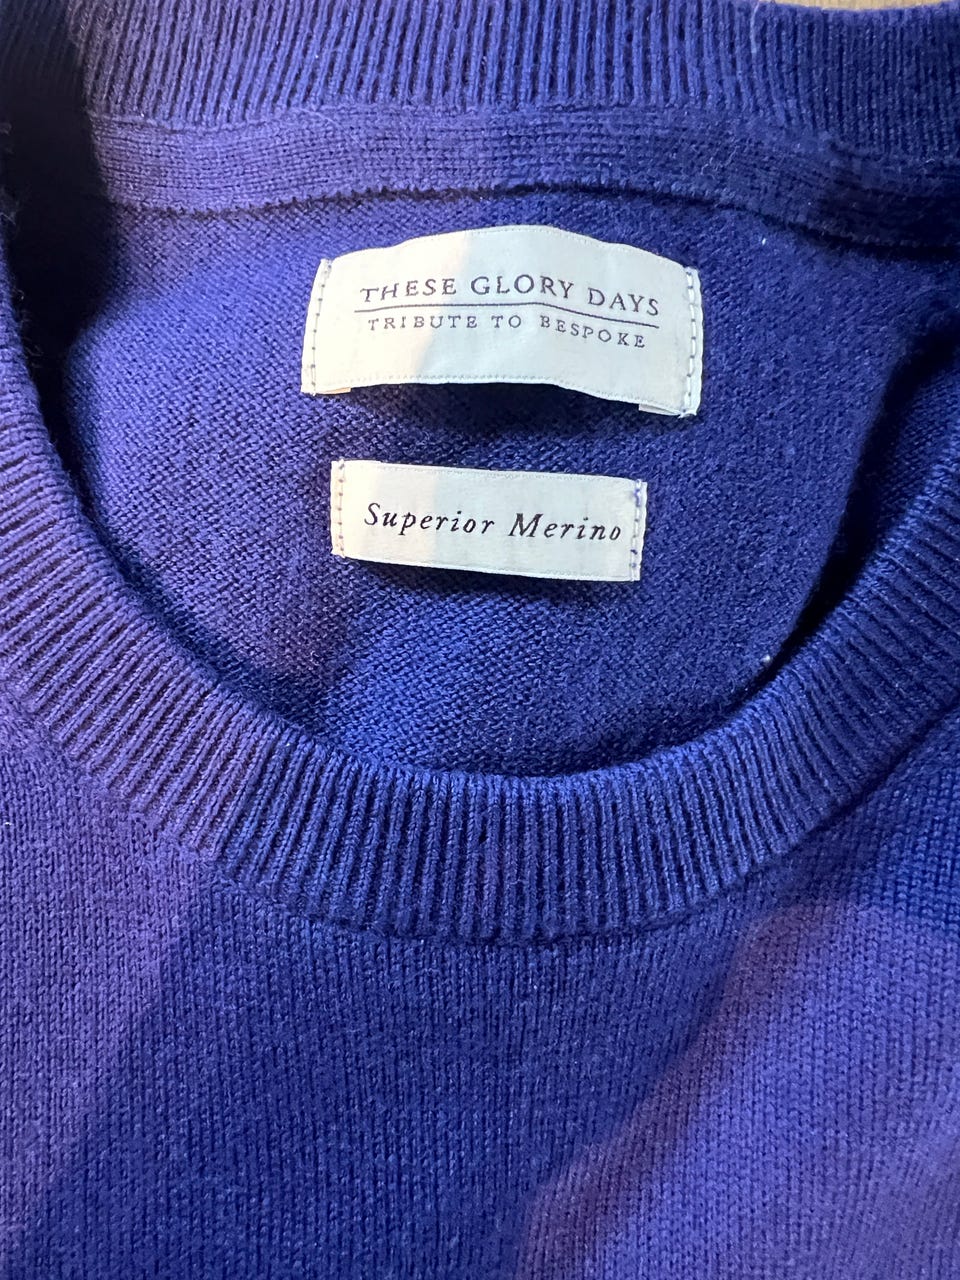 THESE GLORY DAYS
TRIBUTE TO BESPOKE
Superior Merino